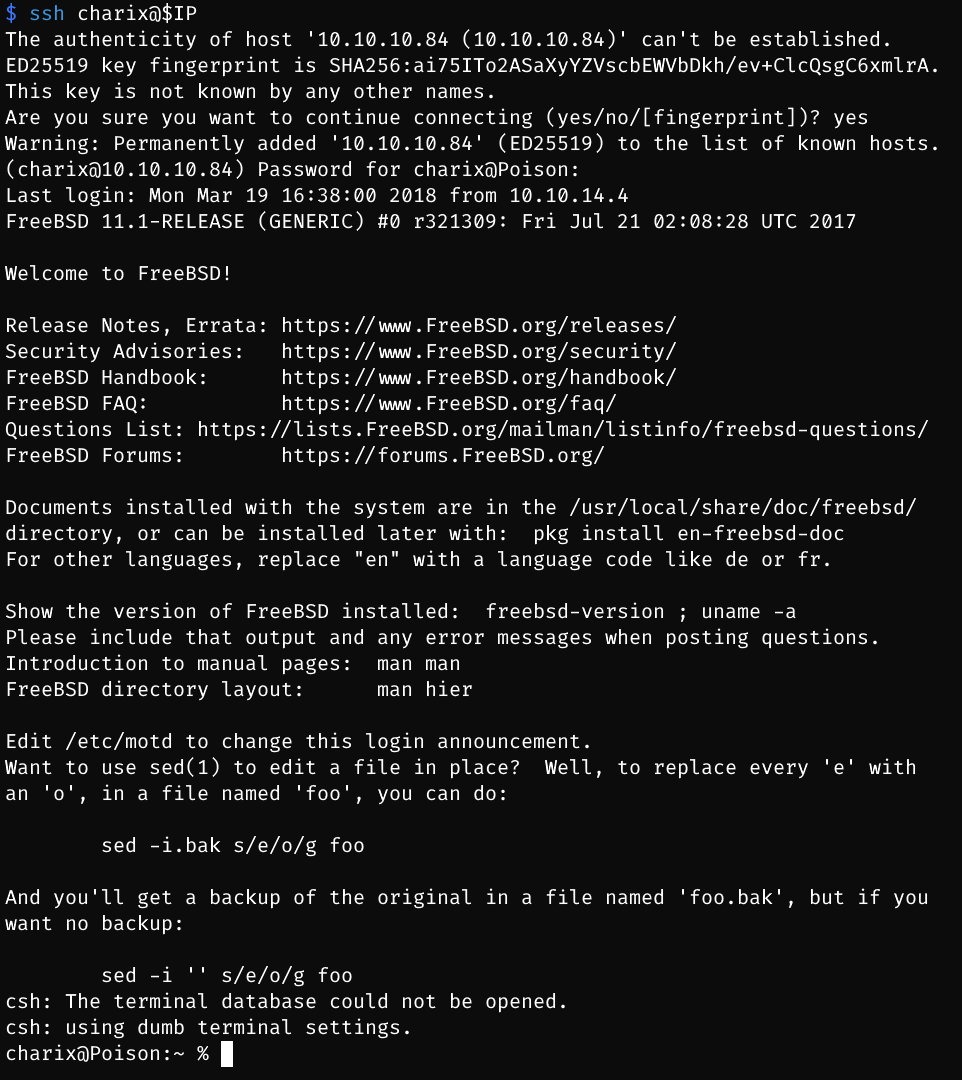 $ ssh charix@$IP
The authenticity of host '10.10.10.84 (10.10.10.84)' can't be established.
ED25519 key fingerprint is SHA256:ai75ITo2ASaXyYZVscbEWVbDkh/ev+ClcQsgC6xmlrA.
This key is not known by any other names.
Are you sure you want to continue connecting (yes/no/[fingerprint])? yes
Warning: Permanently added '10.10.10.84' (ED25519) to the list of known hosts.
(charix@10.10.10.84) Password for charix@Poison:
Last login: Mon Mar 19 16:38:00 2018 from 10.10.14.4
FreeBSD 11.1-RELEASE (GENERIC) #0 r321309: Fri Jul 21 02:08:28 UTC 2017

Welcome to FreeBSD!

Release Notes, Errata: https://www.FreeBSD.org/releases/
Security Advisories:   https://www.FreeBSD.org/security/
FreeBSD Handbook:      https://www.FreeBSD.org/handbook/
FreeBSD FAQ:           https://www.FreeBSD.org/faq/
Questions List: https://lists.FreeBSD.org/mailman/listinfo/freebsd-questions/
FreeBSD Forums:        https://forums.FreeBSD.org/

Documents installed with the system are in the /usr/local/share/doc/freebsd/
directory, or can be installed later with:  pkg install en-freebsd-doc
For other languages, replace "en" with a language code like de or fr.

Show the version of FreeBSD installed:  freebsd-version ; uname -a
Please include that output and any error messages when posting questions.
Introduction to manual pages:  man man
FreeBSD directory layout:      man hier

Edit /etc/motd to change this login announcement.
Want to use sed(1) to edit a file in place?  Well, to replace every 'e' with
an 'o', in a file named 'foo', you can do:

        sed -i.bak s/e/o/g foo

And you'll get a backup of the original in a file named 'foo.bak', but if you
want no backup:

        sed -i '' s/e/o/g foo
csh: The terminal database could not be opened.
csh: using dumb terminal settings.
charix@Poison:~ %